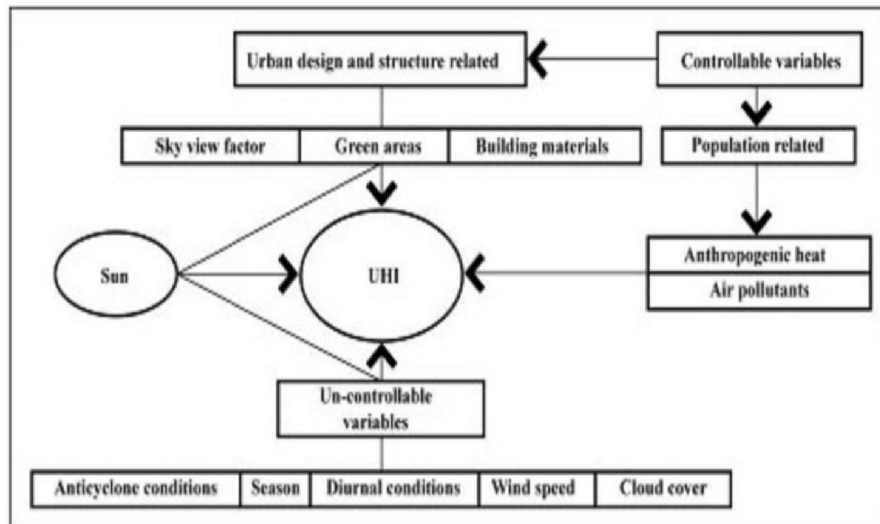 Urban design and structure related
Controllable variables
Sky view factor
Green areas
Building materials
Population related
Sun
UHI
Anthropogenic heat
Air pollutants
Un-controllable
variables
Anticyclone conditions
Season
Diurnal conditions
Wind speed
Cloud cover